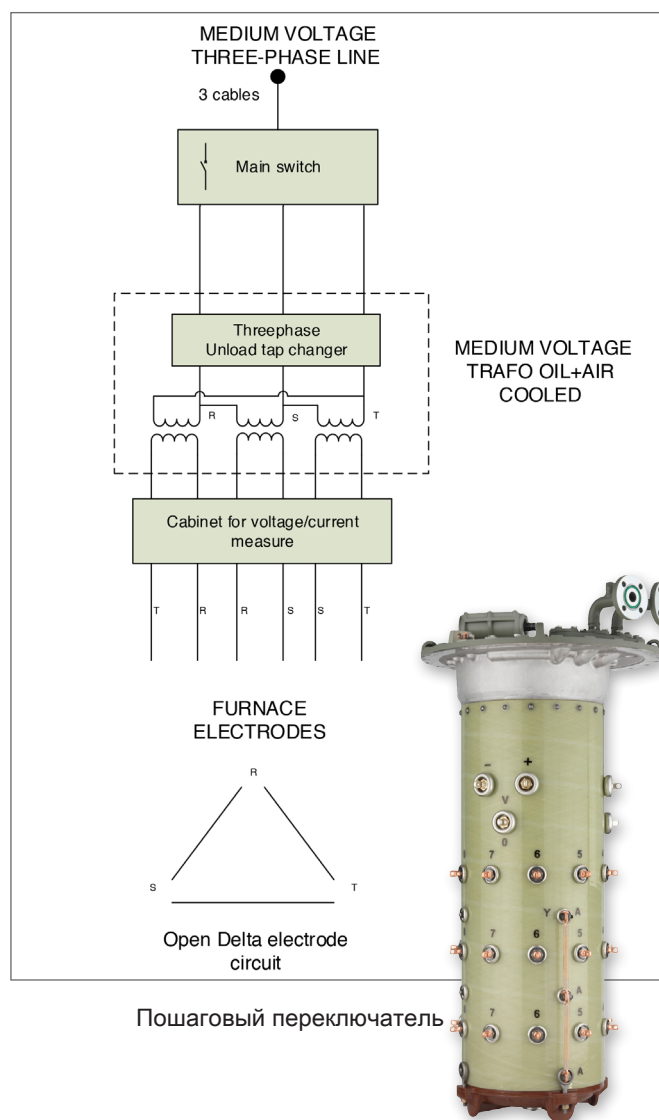 MEDIUM VOLTAGE
THREE-PHASE LINE
3 cables
Main switch
Threephase
Unload tap changer
MEDIUM VOLTAGE
TRAFO OIL+AIR
COOLED
R
S
T
Cabinet for voltage/current
measure
T R R S S T
FURNACE
ELECTRODES
R
S
T
Open Delta electrode
circuit
- +
V
0
7 6 5
Y A
7 6 5
A
7 6 5
A
Пошаговый переключатель